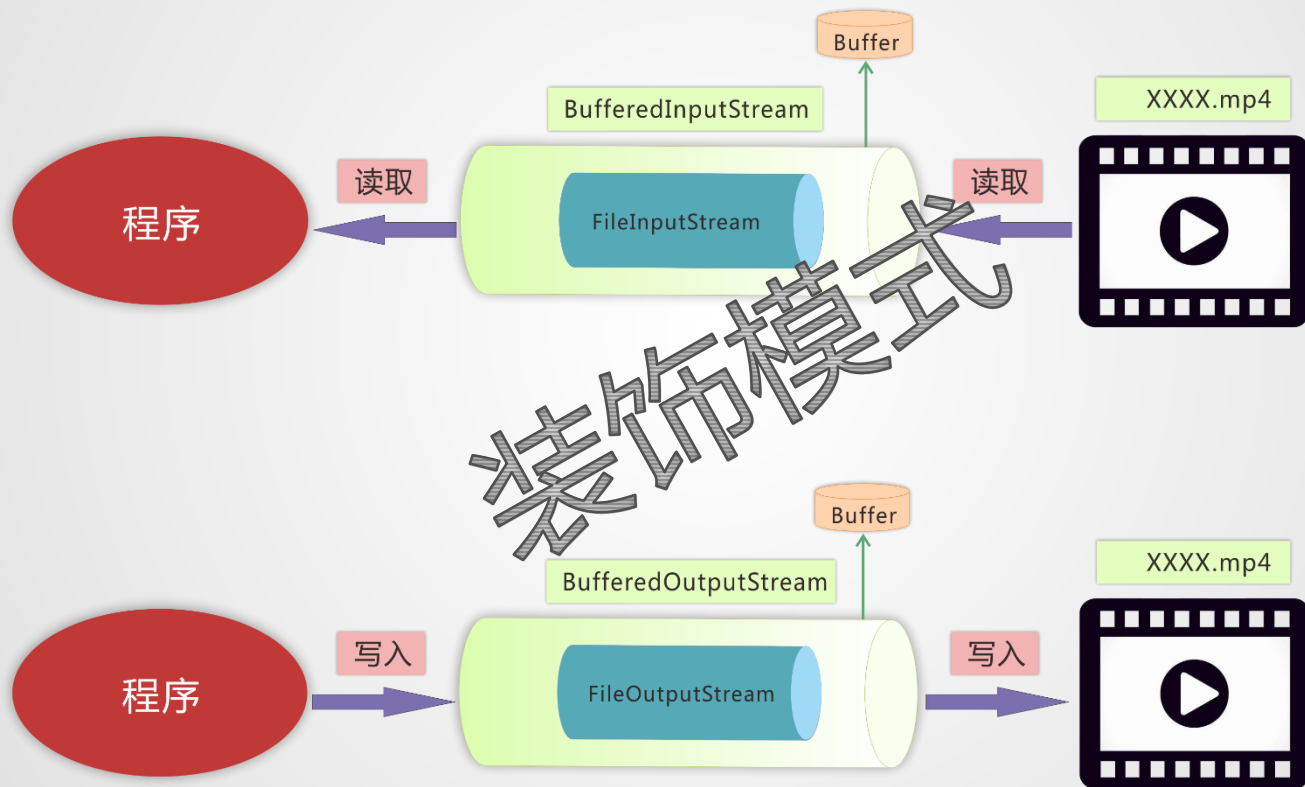 Buffer
BufferedInputStream
XXXX.mp4
程序
读取
FileInputStream
读取
装饰模式
Buffer
BufferedOutputStream
XXXX.mp4
程序
写入
FileOutputStream
写入